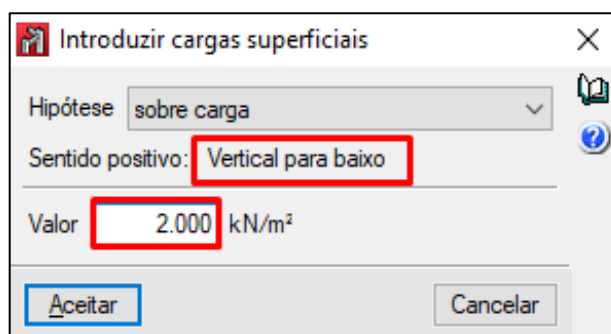 Introduzir cargas superficiais
Hipótese sobre carga
Sentido positivo: Vertical para baixo
Valor 2.000 kN/m²
Aceitar Cancelar